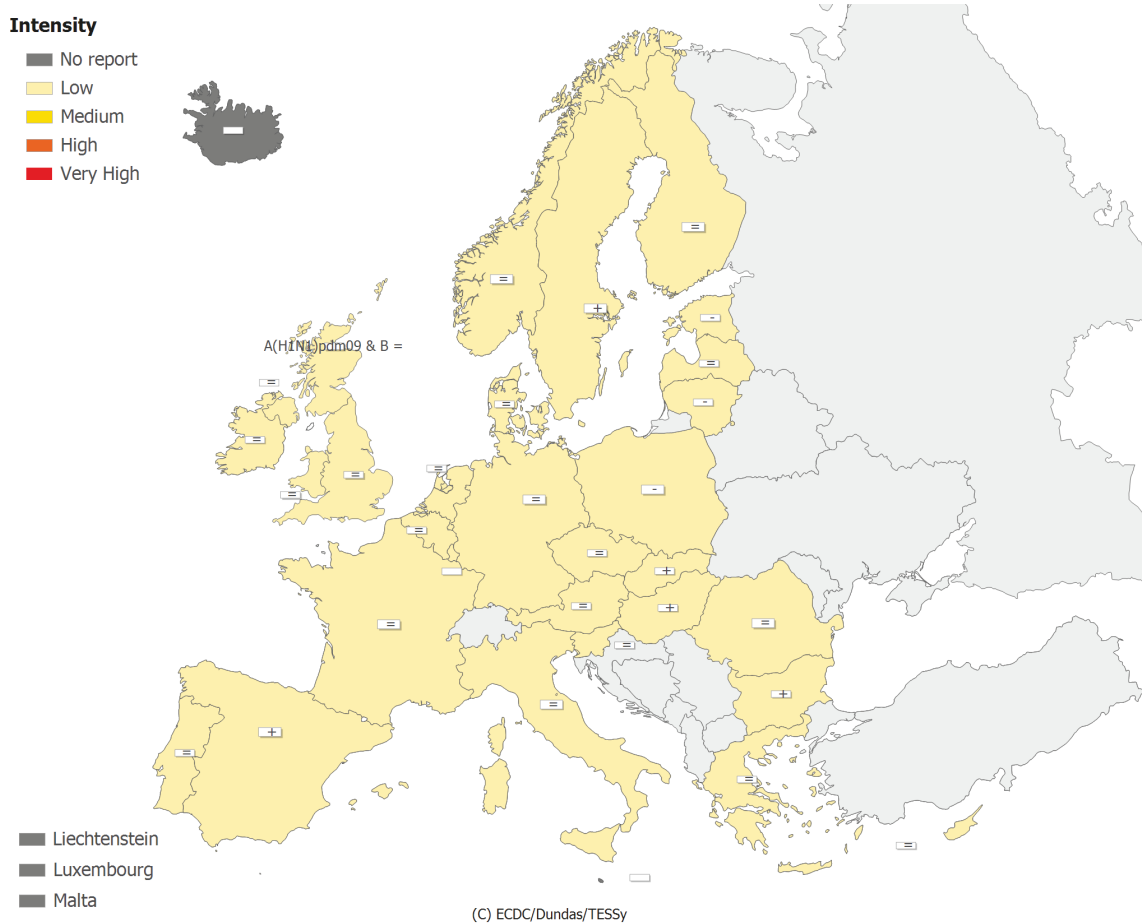 Intensity
No report
Low
Medium
High
Very High
=
=
+
-
A(H1N1)pdm09 & B =
=
=
=
-
=
=
=
=
-
=
=
=
=
+
=
+
=
=
=
+
=
+
=
=
=
Liechtenstein
Luxembourg
Malta
(C) ECDC/Dundas/TESSy